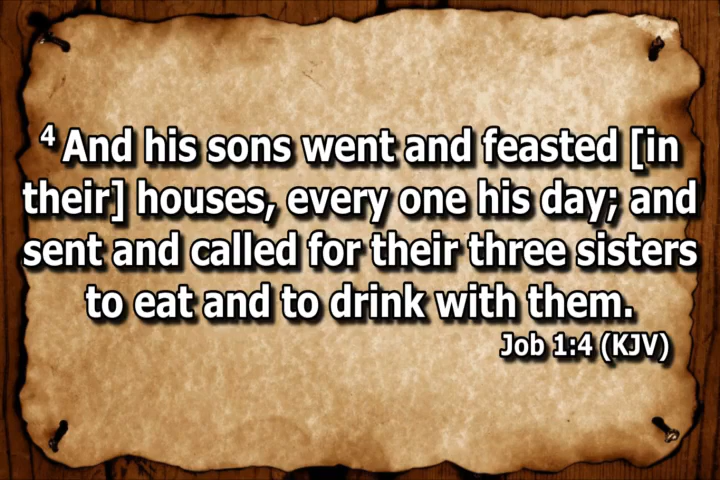 4 And his sons went and feasted [in
their] houses, every one his day; and
sent and called for their three sisters
to eat and to drink with them.
Job 1:4 (KJV)